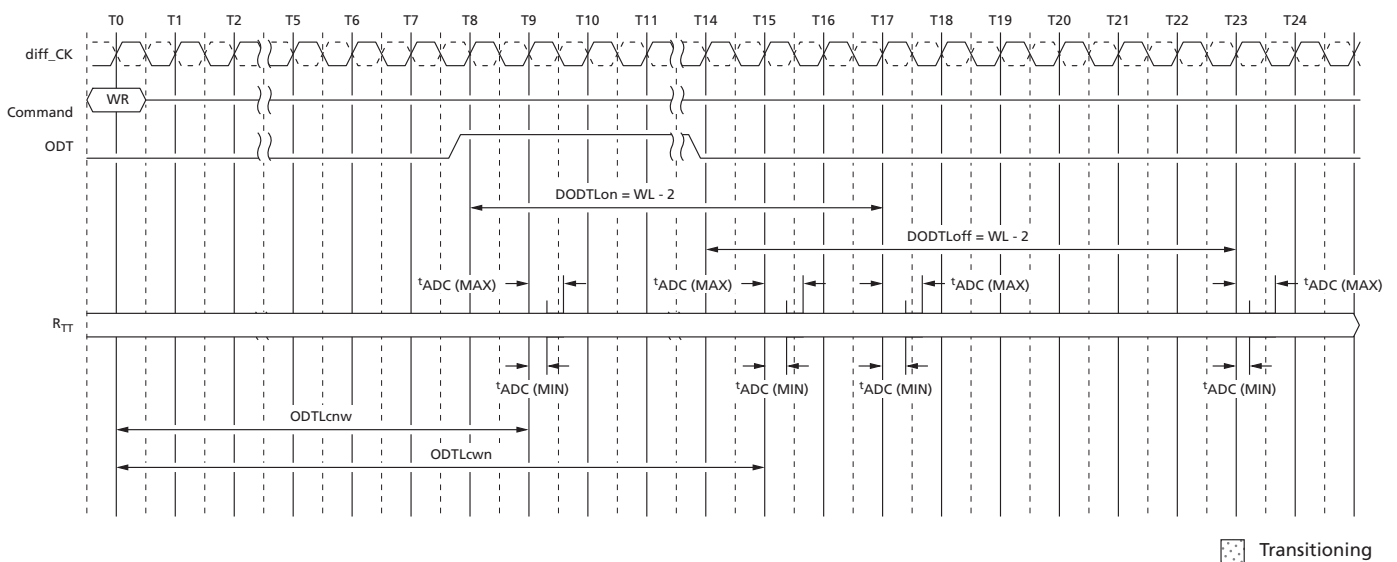 T0 T1 T2 T5 T6 T7 T8 T9 T10 T11 T14 T15 T16 T17 T18 T19 T20 T21 T22 T23 T24
diff_CK
WR
Command
ODT
DODTLon = WL - 2
DODTLoff = WL - 2
tADC (MAX) tADC (MAX) tADC (MAX) tADC (MAX)
RTT
tADC (MIN) tADC (MIN) tADC (MIN) tADC (MIN)
ODTLcnw
ODTLcwn
Transitioning